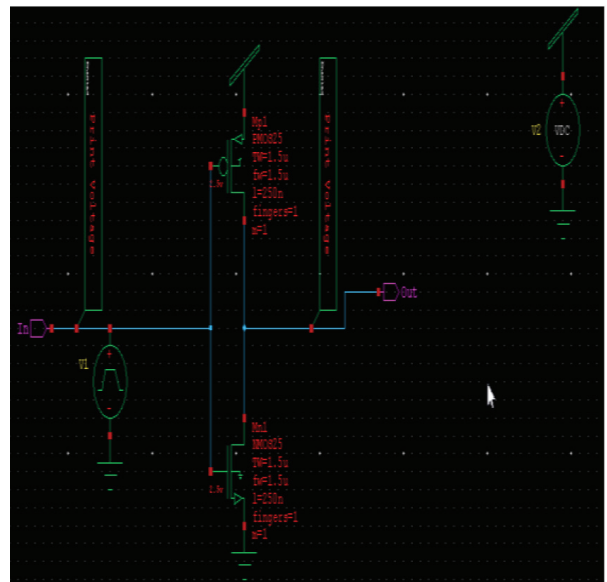 Print Voltage
Print Voltage
Mp1
PMOS25
TW=1.5u
fw=1.5u
l=250n
fingers=1
m=1
V2
VDC
Out
In
V1
Mn1
NMOS25
TW=1.5u
fw=1.5u
l=250n
fingers=1
m=1